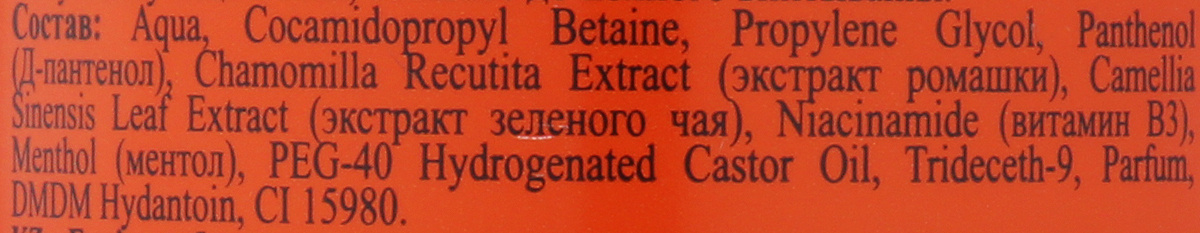 Состав: Aqua, Cocamidopropyl Betaine, Propylene Glycol, Panthenol
(Д-пантенол), Chamomilla Recutita Extract (экстракт ромашки), Camellia
Sinensis Leaf Extract (экстракт зеленого чая), Niacinamide (витамин B3),
Menthol (ментол), PEG-40 Hydrogenated Castor Oil, Trideceth-9, Parfum,
DMDM Hydantoin, CI 15980.